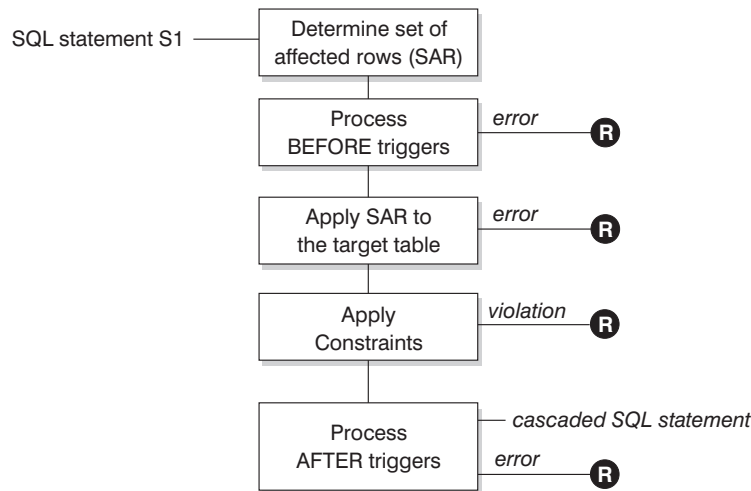 SQL statement S1
Determine set of
affected rows (SAR)
Process
BEFORE triggers
error
R
Apply SAR to
the target table
error
R
Apply
Constraints
violation
R
Process
AFTER triggers
cascaded SQL statement
error
R